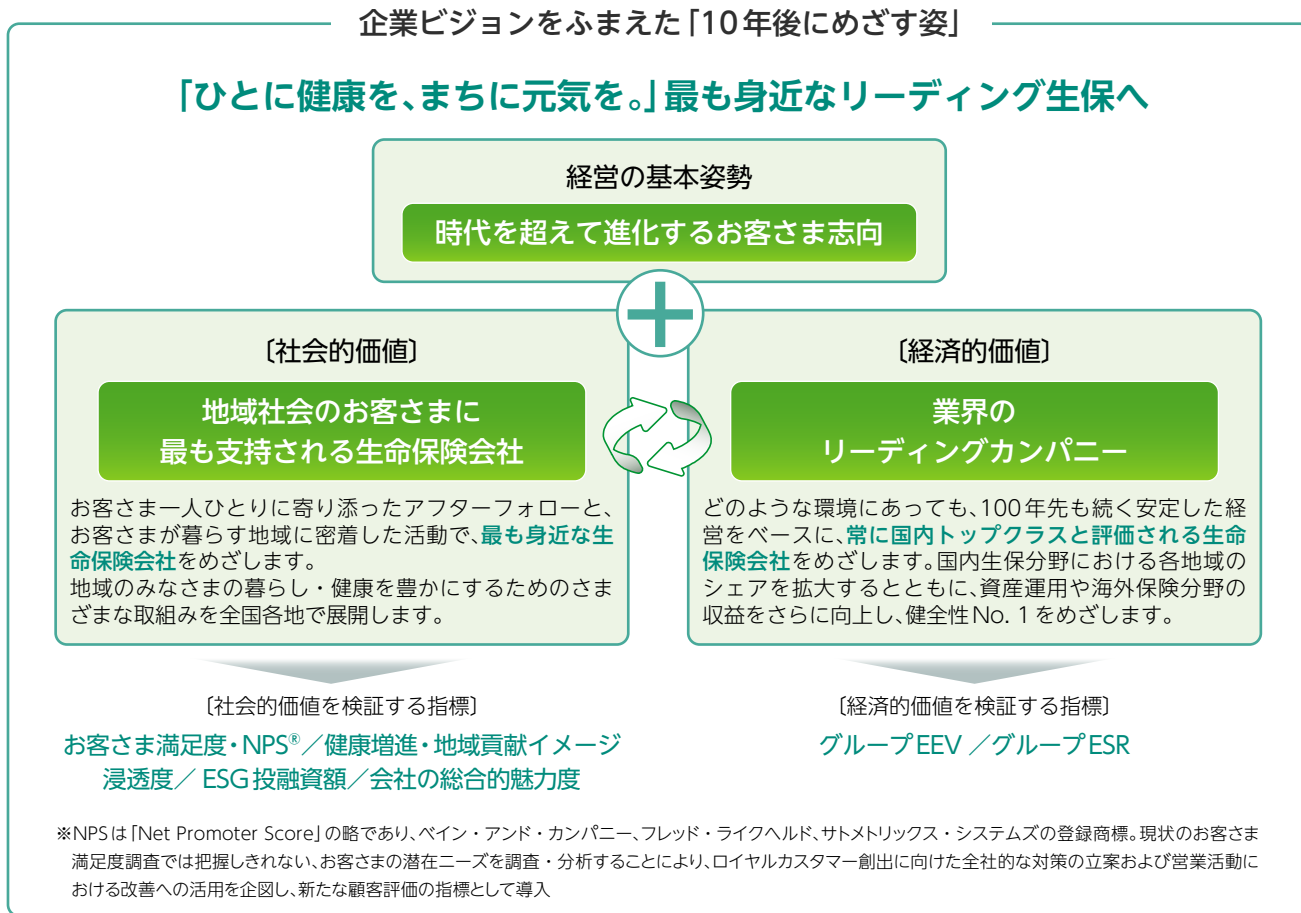 企業ビジョンをふまえた「10年後にめざす姿」
「ひとに健康を、まちに元気を。」最も身近なリーディング生保へ
経営の基本姿勢
時代を超えて進化するお客さま志向
〔社会的価値〕
地域社会のお客さまに
最も支持される生命保険会社
お客さま一人ひとりに寄り添ったアフターフォローと、
お客さまが暮らす地域に密着した活動で、最も身近な生
命保険会社をめざします。
地域のみなさまの暮らし・健康を豊かにするためのさま
ざまな取組みを全国各地で展開します。
〔経済的価値〕
業界の
リーディングカンパニー
どのような環境にあっても、100年先も続く安定した経
営をベースに、常に国内トップクラスと評価される生命
保険会社をめざします。国内生保分野における各地域の
シェアを拡大するとともに、資産運用や海外保険分野の
収益をさらに向上し、健全性No. 1をめざします。
〔社会的価値を検証する指標〕
お客さま満足度・NPS®／健康増進・地域貢献イメージ
浸透度／ESG投融資額／会社の総合的魅力度
〔経済的価値を検証する指標〕
グループEEV／グループESR
※NPSは「Net Promoter Score」の略であり、ベイン・アンド・カンパニー、フレッド・ライクヘルド、サトメトリックス・システムズの登録商標。現状のお客さま
満足度調査では把握しきれない、お客さまの潜在ニーズを調査・分析することにより、ロイヤルカスタマー創出に向けた全社的な対策の立案および営業活動に
おける改善への活用を企図し、新たな顧客評価の指標として導入